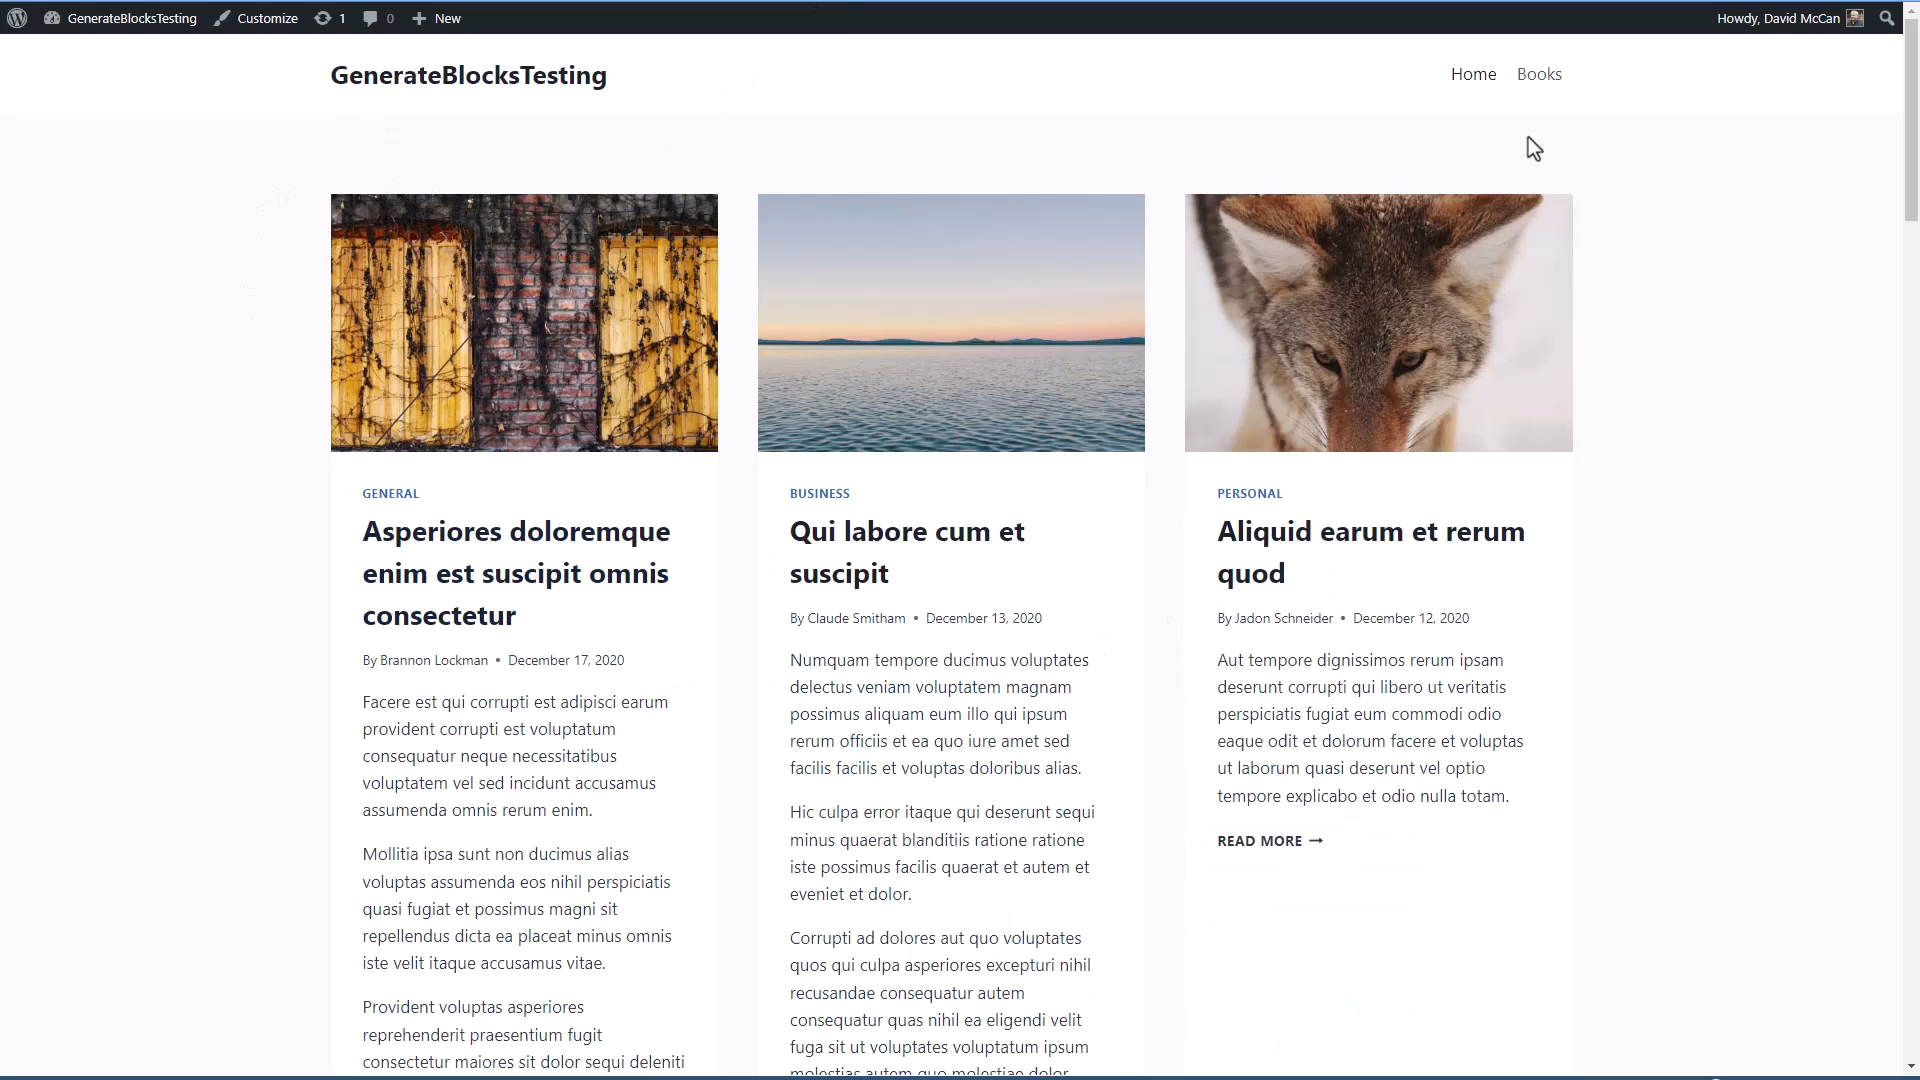 GenerateBlocksTesting Customize 1 0 New Howdy, David McCan
GenerateBlocksTesting
Home Books
GENERAL
Asperiores doloremque
enim est suscipit omnis
consectetur
By Brannon Lockman • December 17, 2020
Facere est qui corrupti est adipisci earum
provident corrupti est voluptatum
consequatur neque necessitatibus
voluptatem vel sed incidunt accusamus
assumenda omnis rerum enim.
Mollitia ipsa sunt non ducimus alias
voluptas assumenda eos nihil perspiciatis
quasi fugiat et possimus magni sit
repellendus dicta ea placeat minus omnis
iste velit itaque accusamus vitae.
Provident voluptas asperiores
reprehenderit praesentium fugit
consectetur maiores sit dolor sequi deleniti
BUSINESS
Qui labore cum et
suscipit
By Claude Smitham • December 13, 2020
Numquam tempore ducimus voluptates
delectus veniam voluptatem magnam
possimus aliquam eum illo qui ipsum
rerum officiis et ea quo iure amet sed
facilis facilis et voluptas doloribus alias.
Hic culpa error itaque qui deserunt sequi
minus quaerat blanditiis ratione ratione
iste possimus facilis quaerat et autem et
eveniet et dolor.
Corrupti ad dolores aut quo voluptates
quos qui culpa asperiores excepturi nihil
recusandae consequatur autem
consequatur quas nihil ea eligendi velit
fuga sit ut voluptates voluptatum ipsum
molestias autem quo molestiae dolor
PERSONAL
Aliquid earum et rerum
quod
By Jadon Schneider • December 12, 2020
Aut tempore dignissimos rerum ipsam
deserunt corrupti qui libero ut veritatis
perspiciatis fugiat eum commodi odio
eaque odit et dolorum facere et voluptas
ut laborum quasi deserunt vel optio
tempore explicabo et odio nulla totam.
READ MORE →